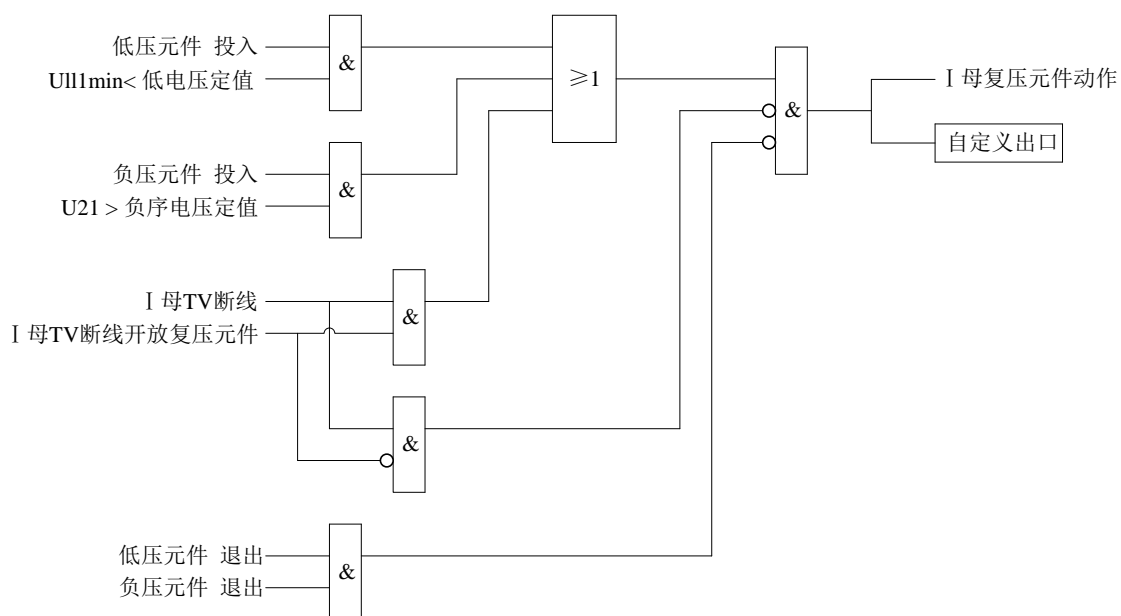 低压元件 投入
Ull1min< 低电压定值
&
≥1
&
Ⅰ母复压元件动作
自定义出口
负压元件 投入
U21 > 负序电压定值
&
Ⅰ母TV断线
Ⅰ母TV断线开放复压元件
&
&
低压元件 退出
负压元件 退出
&